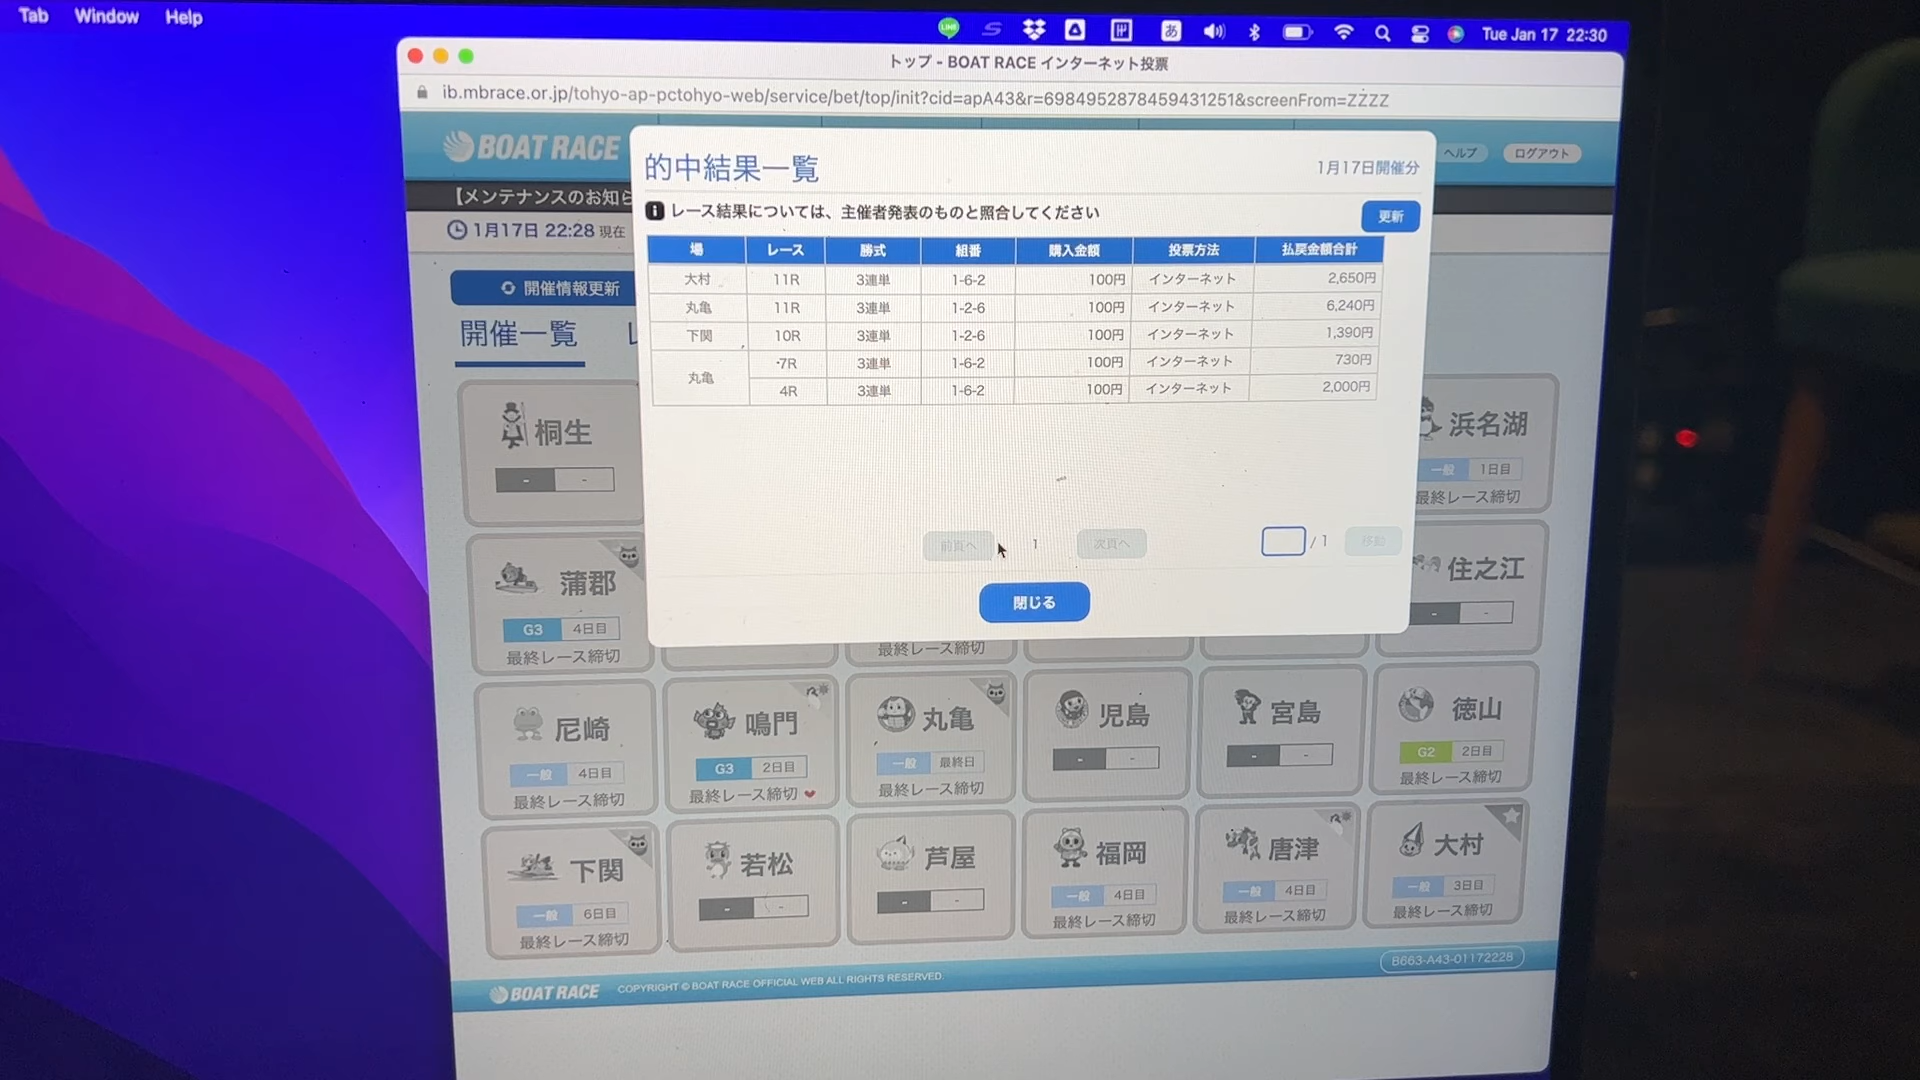 Tab Window Help
LINE
あ
Tue Jan 17 22:30
トップ - BOAT RACE インターネット投票
ib.mbrace.or.jp/tohyo-ap-pctohyo-web/service/bet/top/init?cid=apA43&r=6984952878459431251&screenFrom=ZZZZ
BOAT RACE
ヘルプ ログアウト
【メンテナンスのお知ら
1月17日 22:28 現在
開催情報更新
開催一覧
的中結果一覧
1月17日開催分
レース結果については、主催者発表のものと照合してください
更新
場 レース 勝式 組番 購入金額 投票方法 払戻金額合計
大村 11R 3連単 1-6-2 100円 インターネット 2,650円
丸亀 11R 3連単 1-2-6 100円 インターネット 6,240円
下関 10R 3連単 1-2-6 100円 インターネット 1,390円
丸亀 7R 3連単 1-6-2 100円 インターネット 730円
4R 3連単 1-6-2 100円 インターネット 2,000円
前頁へ 1 次頁へ / 1 移動
閉じる
桐生
- -
浜名湖
一般 1日目
最終レース締切
蒲郡
G3 4日目
最終レース締切
最終レース締切
住之江
- -
尼崎
一般 4日目
最終レース締切
鳴門
G3 2日目
最終レース締切
丸亀
一般 最終日
最終レース締切
児島
- -
宮島
- -
徳山
G2 2日目
最終レース締切
下関
一般 6日目
最終レース締切
若松
- -
芦屋
- -
福岡
一般 4日目
最終レース締切
唐津
一般 4日目
最終レース締切
大村
一般 3日目
最終レース締切
B663-A43-01172228
BOAT RACE COPYRIGHT © BOAT RACE OFFICIAL WEB ALL RIGHTS RESERVED.